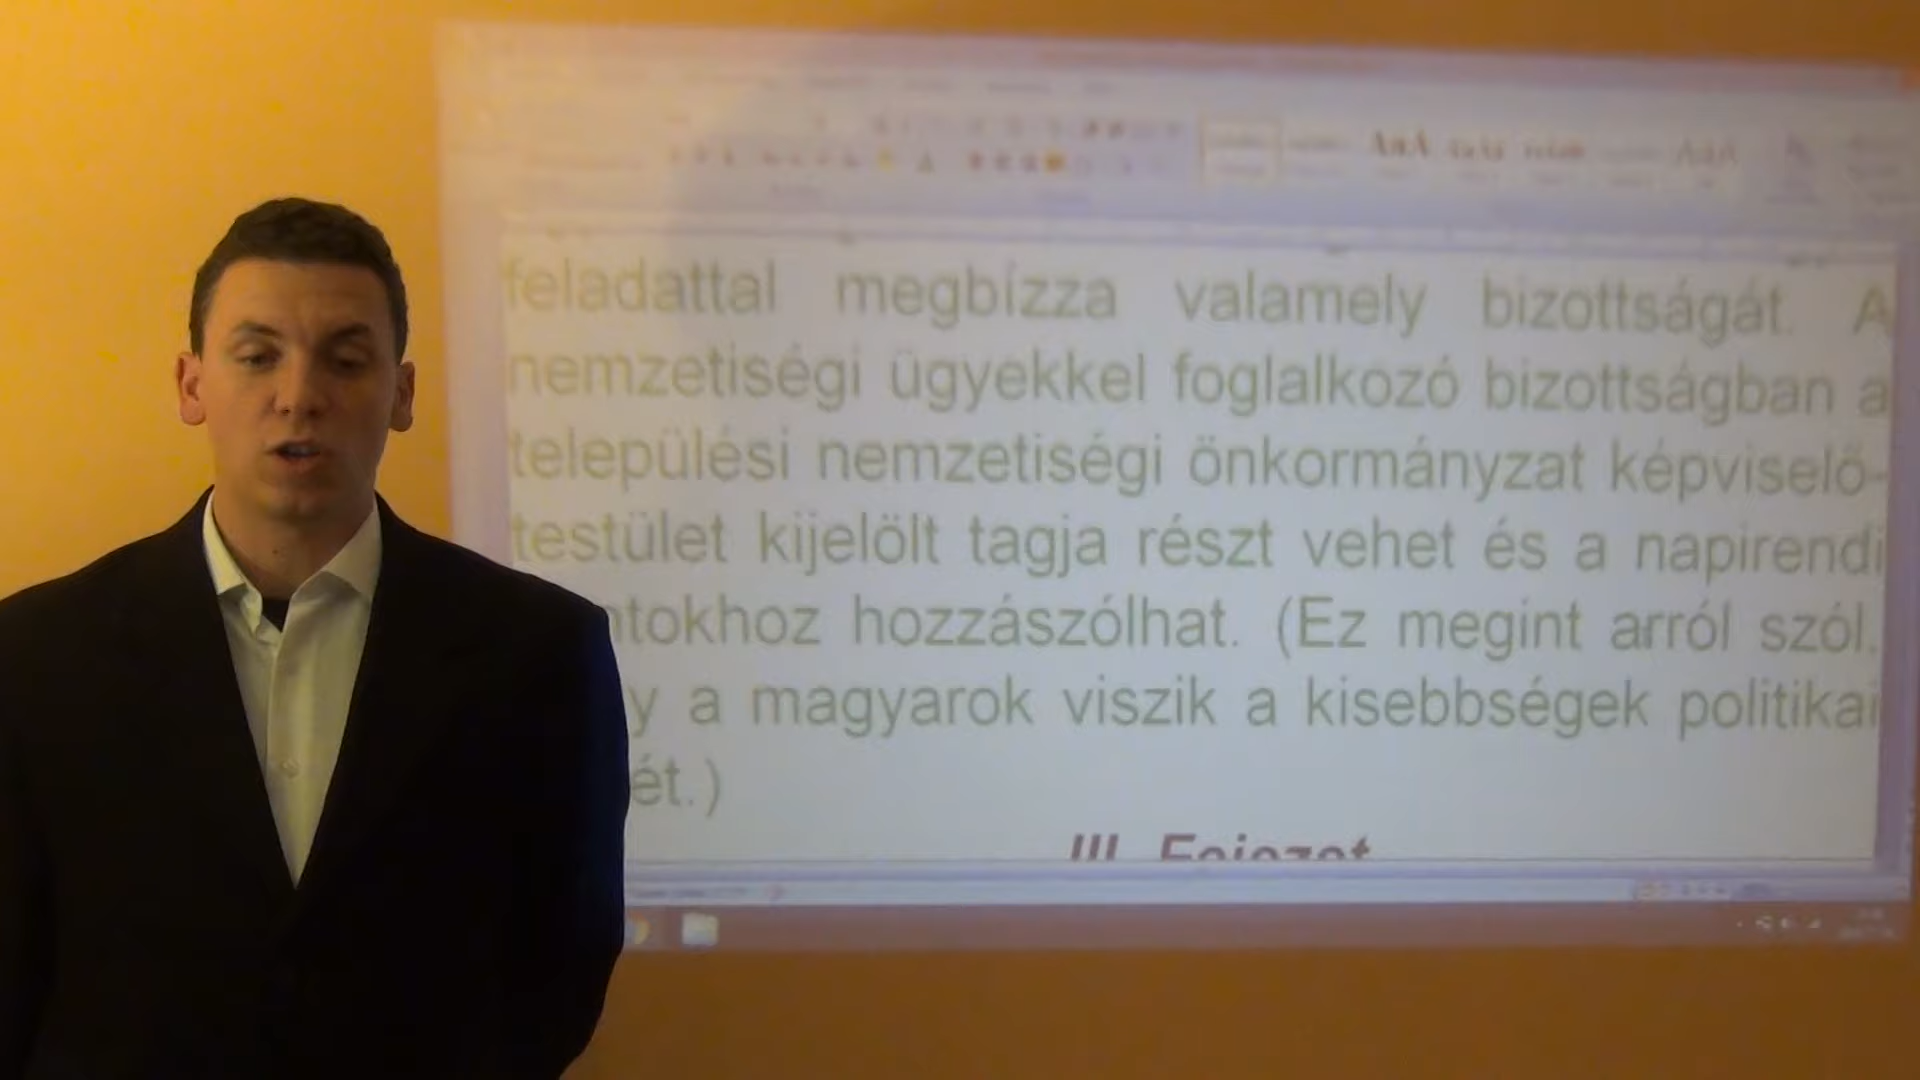 feladattal megbízza valamely bizottságát. A
nemzetiségi ügyekkel foglalkozó bizottságban a
települési nemzetiségi önkormányzat képviselő-
testület kijelölt tagja részt vehet és a napirendi
ntokhoz hozzászólhat. (Ez megint arról szól,
y a magyarok viszik a kisebbségek politikai
ét.)
III. Fejezet